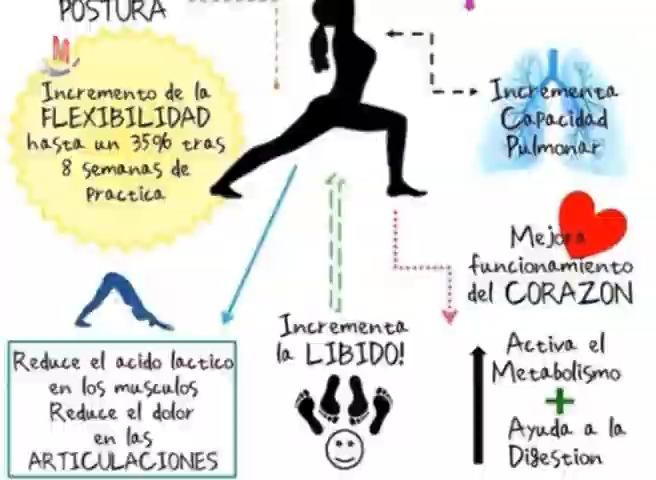 POSTURA
M
Incremento de la
FLEXIBILIDAD
hasta un 35% tras
8 semanas de
Practica
Incrementa
Capacidad
Pulmonar
Mejora
funcionamiento
del CORAZON
Incrementa
la LIBIDO!
Reduce el acido lactico
en los musculos
Reduce el dolor
en las
ARTICULACIONES
Activa el
Metabolismo
+
Ayuda a la
Digestion